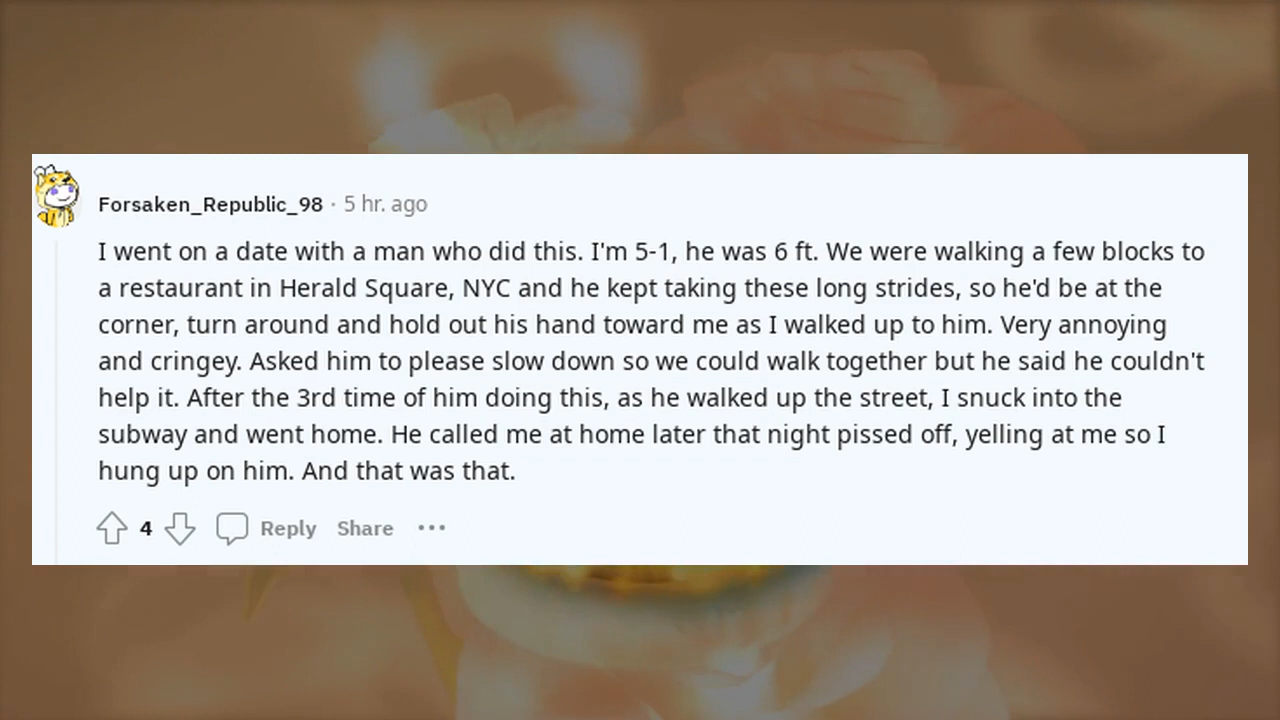 Forsaken_Republic_98 · 5 hr. ago
I went on a date with a man who did this. I'm 5-1, he was 6 ft. We were walking a few blocks to
a restaurant in Herald Square, NYC and he kept taking these long strides, so he'd be at the
corner, turn around and hold out his hand toward me as I walked up to him. Very annoying
and cringey. Asked him to please slow down so we could walk together but he said he couldn't
help it. After the 3rd time of him doing this, as he walked up the street, I snuck into the
subway and went home. He called me at home later that night pissed off, yelling at me so I
hung up on him. And that was that.
4 Reply Share ···